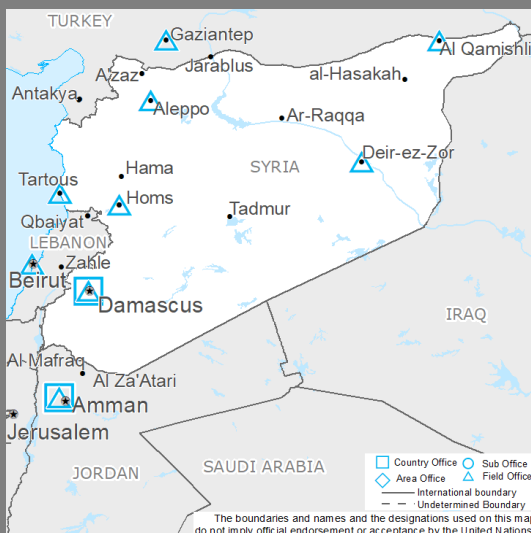 TURKEY
Gaziantep
Al Qamishli
Jarablus
Azaz
al-Hasakah
Antakya
Aleppo
Ar-Raqqa
Deir-ez-Zor
Hama
SYRIA
Tartous
Homs
Tadmur
Qbaiyat
LEBANON
Zahle
Beirut
Damascus
IRAQ
Al Mafraq
Al Za'Atari
Amman
Jerusalem
JORDAN
SAUDI ARABIA
Country Office
Sub Office
Area Office
Field Office
International boundary
Undetermined Boundary
The boundaries and names and the designations used on this map
do not imply official endorsement or acceptance by the United Nations.